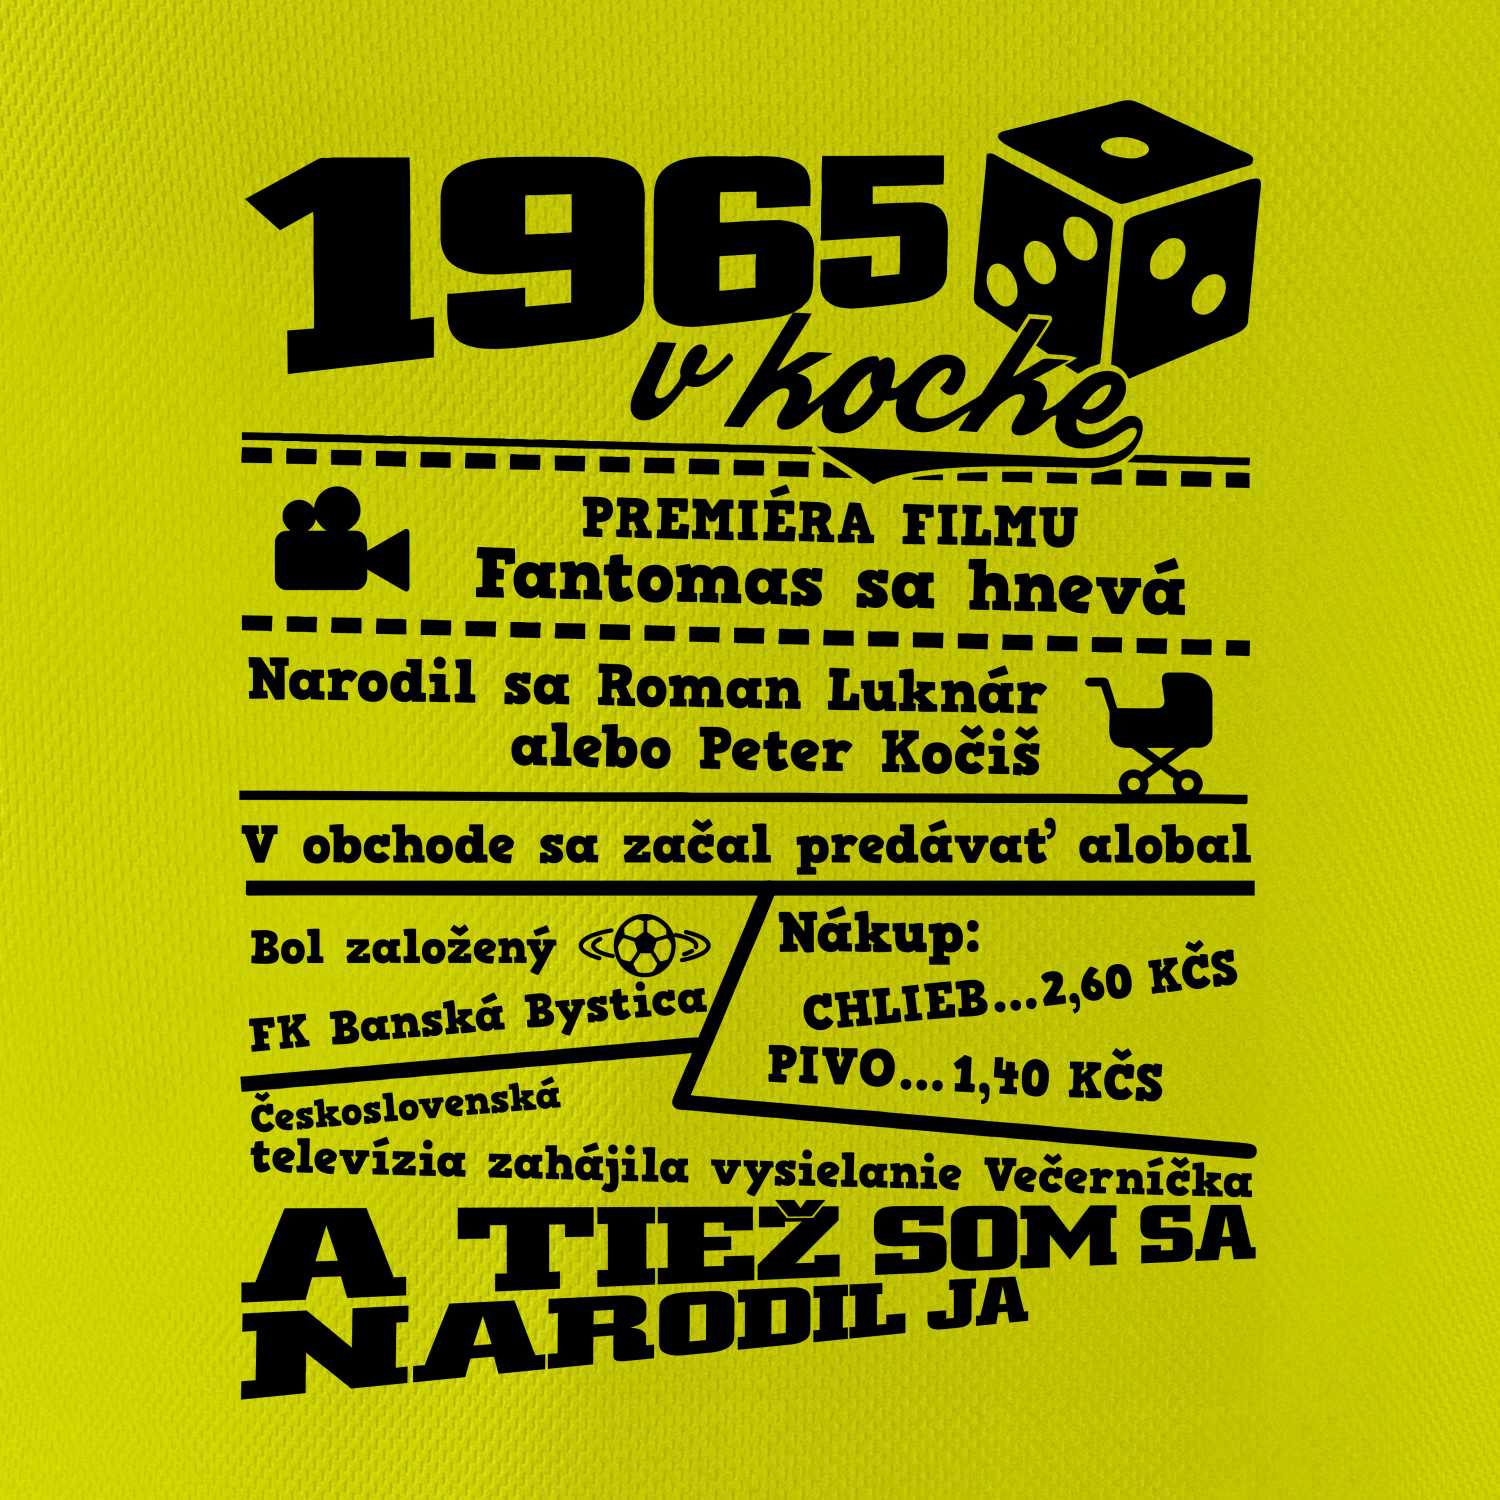 1965
v kocke
PREMIÉRA FILMU
Fantomas sa hnevá
Narodil sa Roman Luknár
alebo Peter Kočiš
V obchode sa začal predávať alobal
Bol založený
FK Banská Bystica
Nákup:
CHLIEB...2,60 KČS
PIVO...1,40 KČS
Československá
televízia zahájila vysielanie Večerníčka
A TIEŽ SOM SA
NARODIL JA